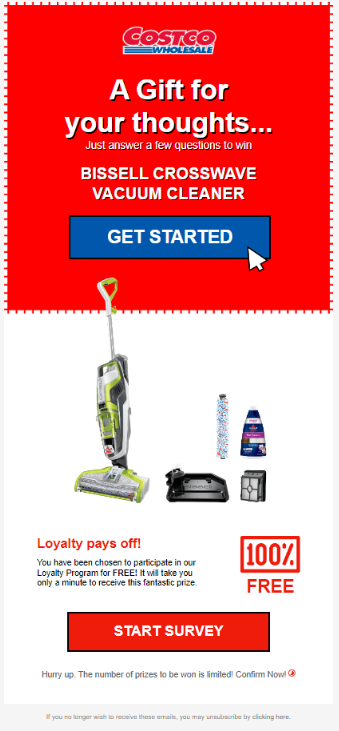 COSTCO
WHOLESALE
A Gift for
your thoughts...
Just answer a few questions to win
BISSELL CROSSWAVE
VACUUM CLEANER
GET STARTED
Loyalty pays off!
You have been chosen to participate in our
Loyalty Program for FREE! It will take you
only a minute to receive this fantastic prize.
100%
FREE
START SURVEY
Hurry up. The number of prizes to be won is limited! Confirm Now!
If you no longer wish to receive these emails, you may unsubscribe by clicking here.